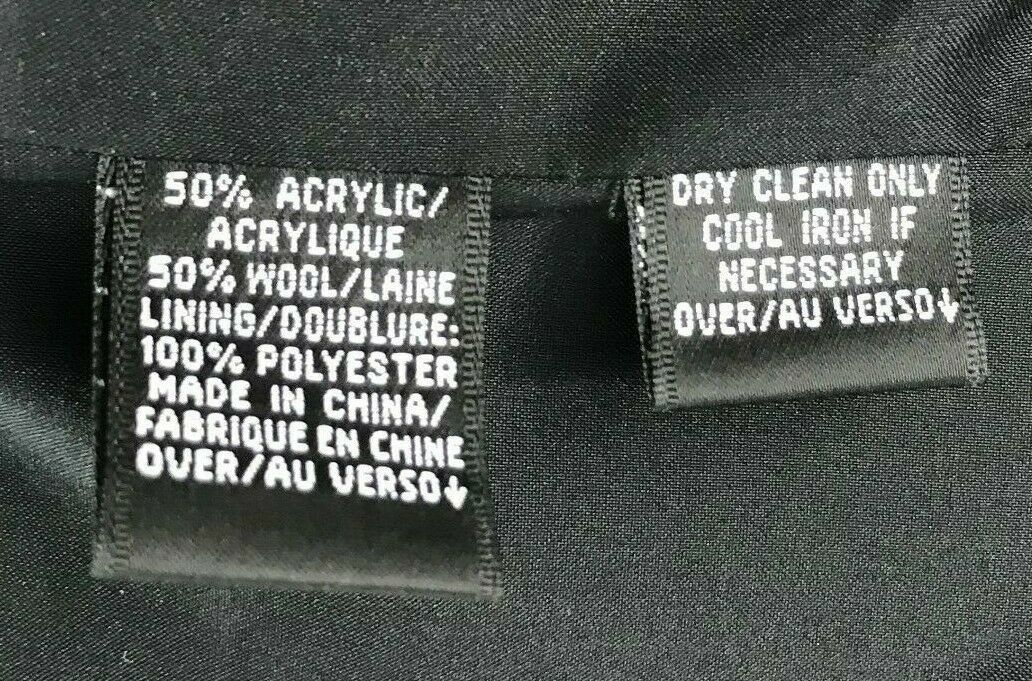 50% ACRYLIC/
ACRYLIQUE
50% WOOL/LAINE
LINING/DOUBLURE:
100% POLYESTER
MADE IN CHINA/
FABRIQUE EN CHINE
OVER/AU VERSO↓
DRY CLEAN ONLY
COOL IRON IF
NECESSARY
OVER/AU VERSO↓